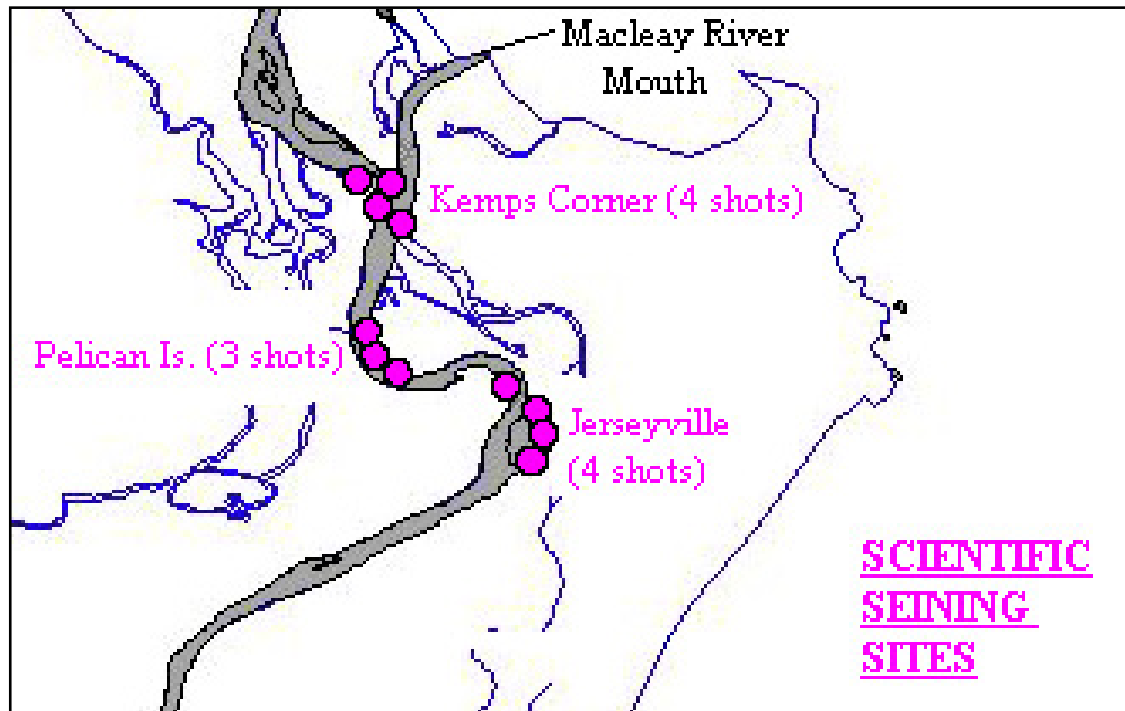 Macleay River
Mouth
Kemps Corner (4 shots)
Pelican Is. (3 shots)
Jerseyville
(4 shots)
SCIENTIFIC
SEINING
SITES